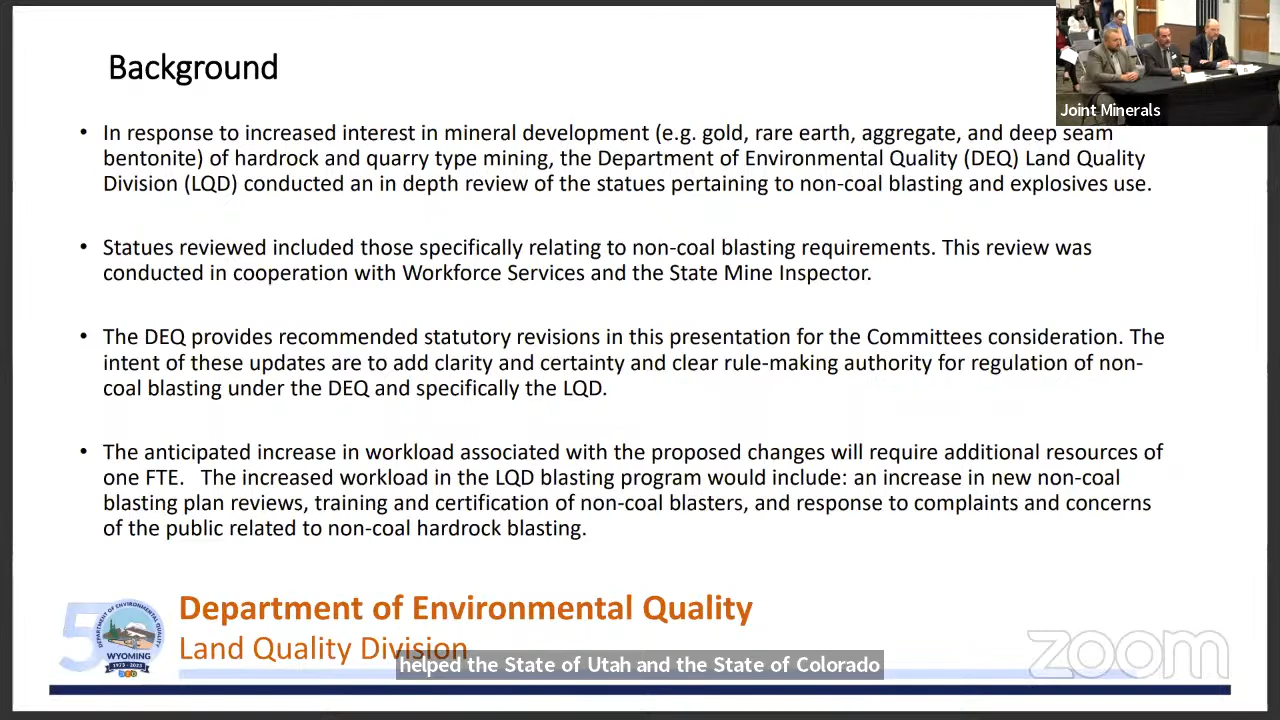 Background
Joint Minerals
• In response to increased interest in mineral development (e.g. gold, rare earth, aggregate, and deep seam
bentonite) of hardrock and quarry type mining, the Department of Environmental Quality (DEQ) Land Quality
Division (LQD) conducted an in depth review of the statues pertaining to non-coal blasting and explosives use.
• Statues reviewed included those specifically relating to non-coal blasting requirements. This review was
conducted in cooperation with Workforce Services and the State Mine Inspector.
• The DEQ provides recommended statutory revisions in this presentation for the Committees consideration. The
intent of these updates are to add clarity and certainty and clear rule-making authority for regulation of non-
coal blasting under the DEQ and specifically the LQD.
• The anticipated increase in workload associated with the proposed changes will require additional resources of
one FTE.   The increased workload in the LQD blasting program would include: an increase in new non-coal
blasting plan reviews, training and certification of non-coal blasters, and response to complaints and concerns
of the public related to non-coal hardrock blasting.
5
DEPARTMENT OF ENVIRONMENTAL QUALITY
WYOMING
1973 - 2023
Department of Environmental Quality
Land Quality Division
helped the State of Utah and the State of Colorado
zoom